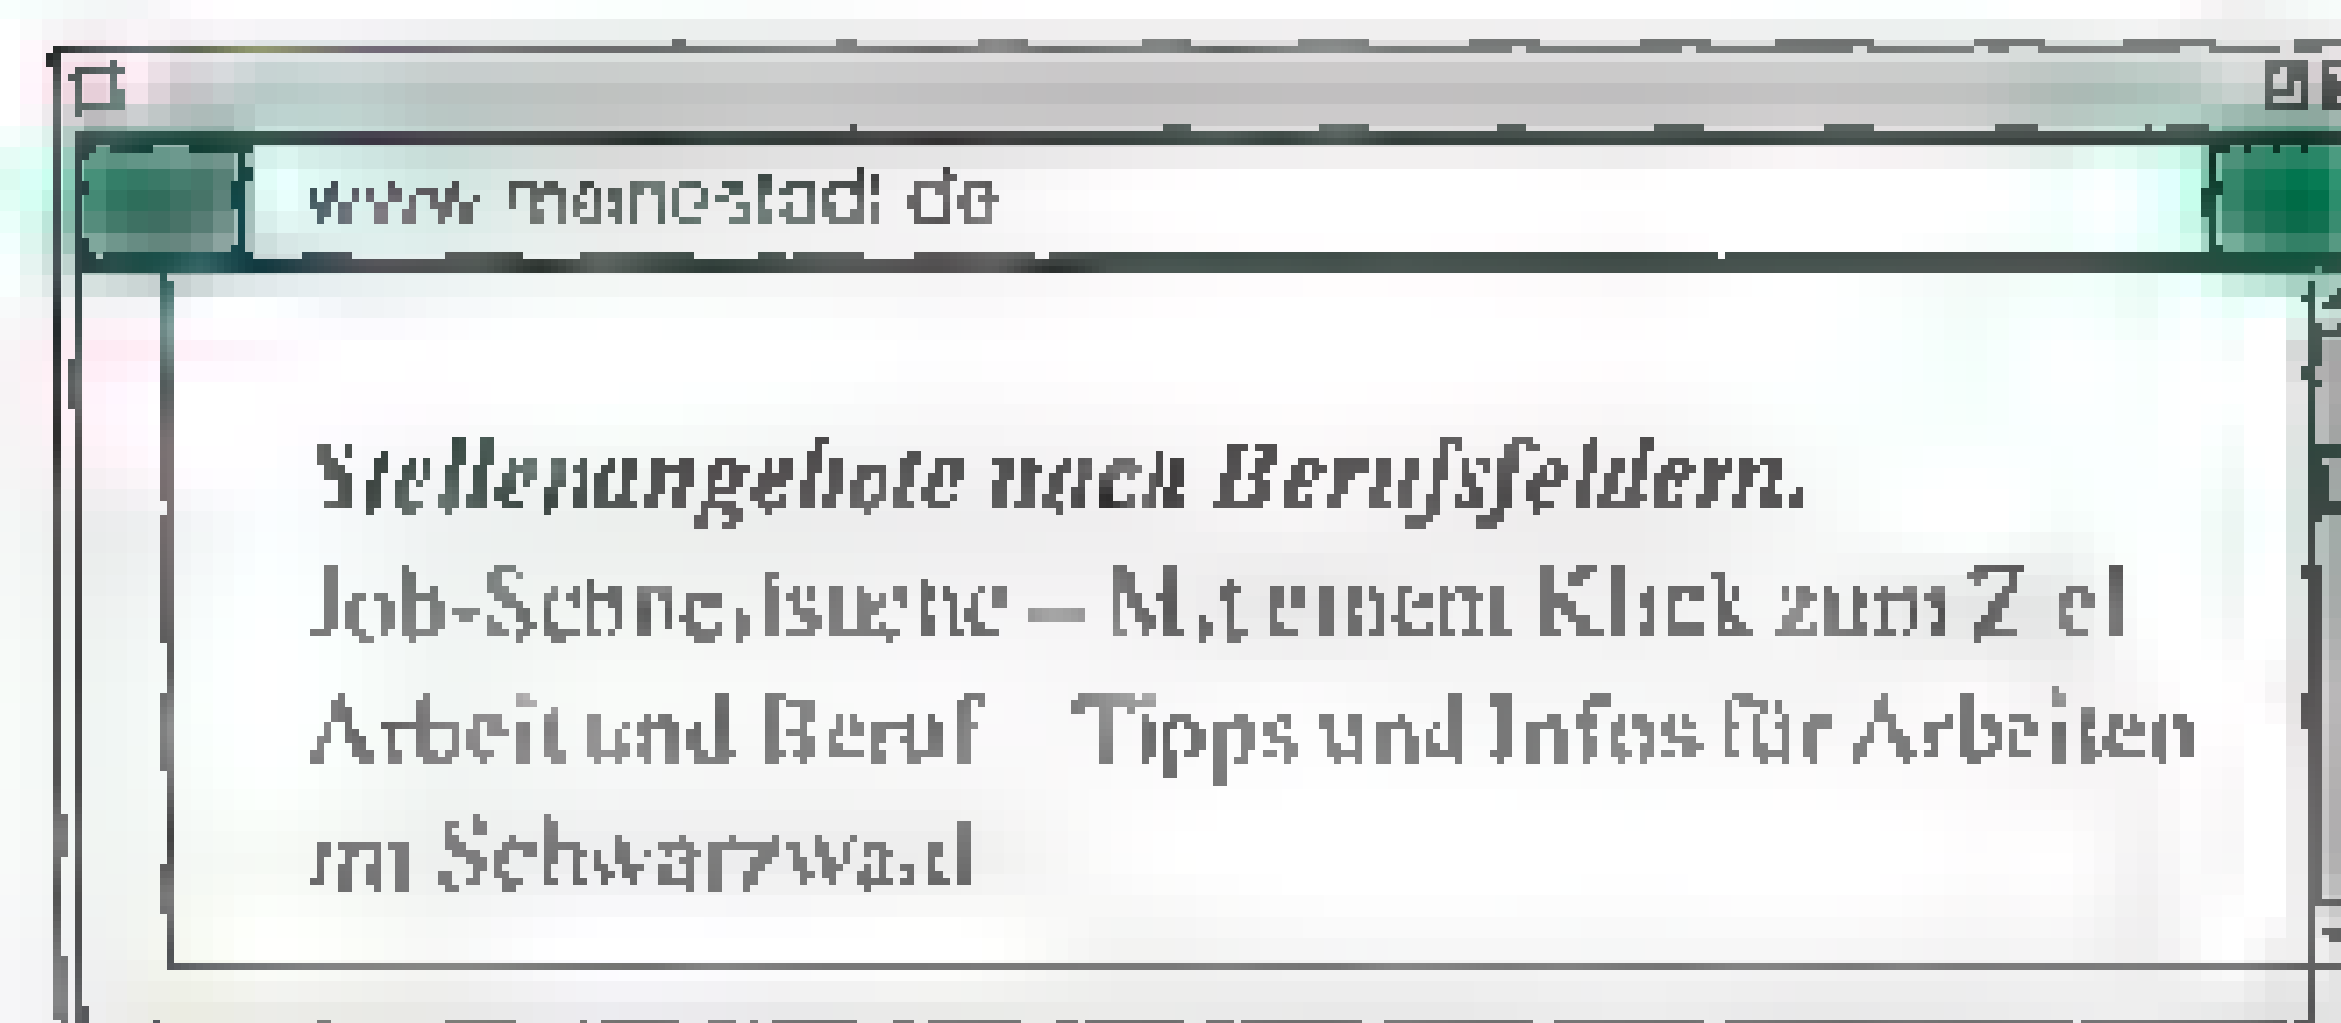 www.meinestadt.de
Stellenangebote nach Berufsfeldern.
Job-Schnellsuche – Mit einem Klick zum Ziel
Arbeit und Beruf – Tipps und Infos für Arbeiten
im Schwarzwald